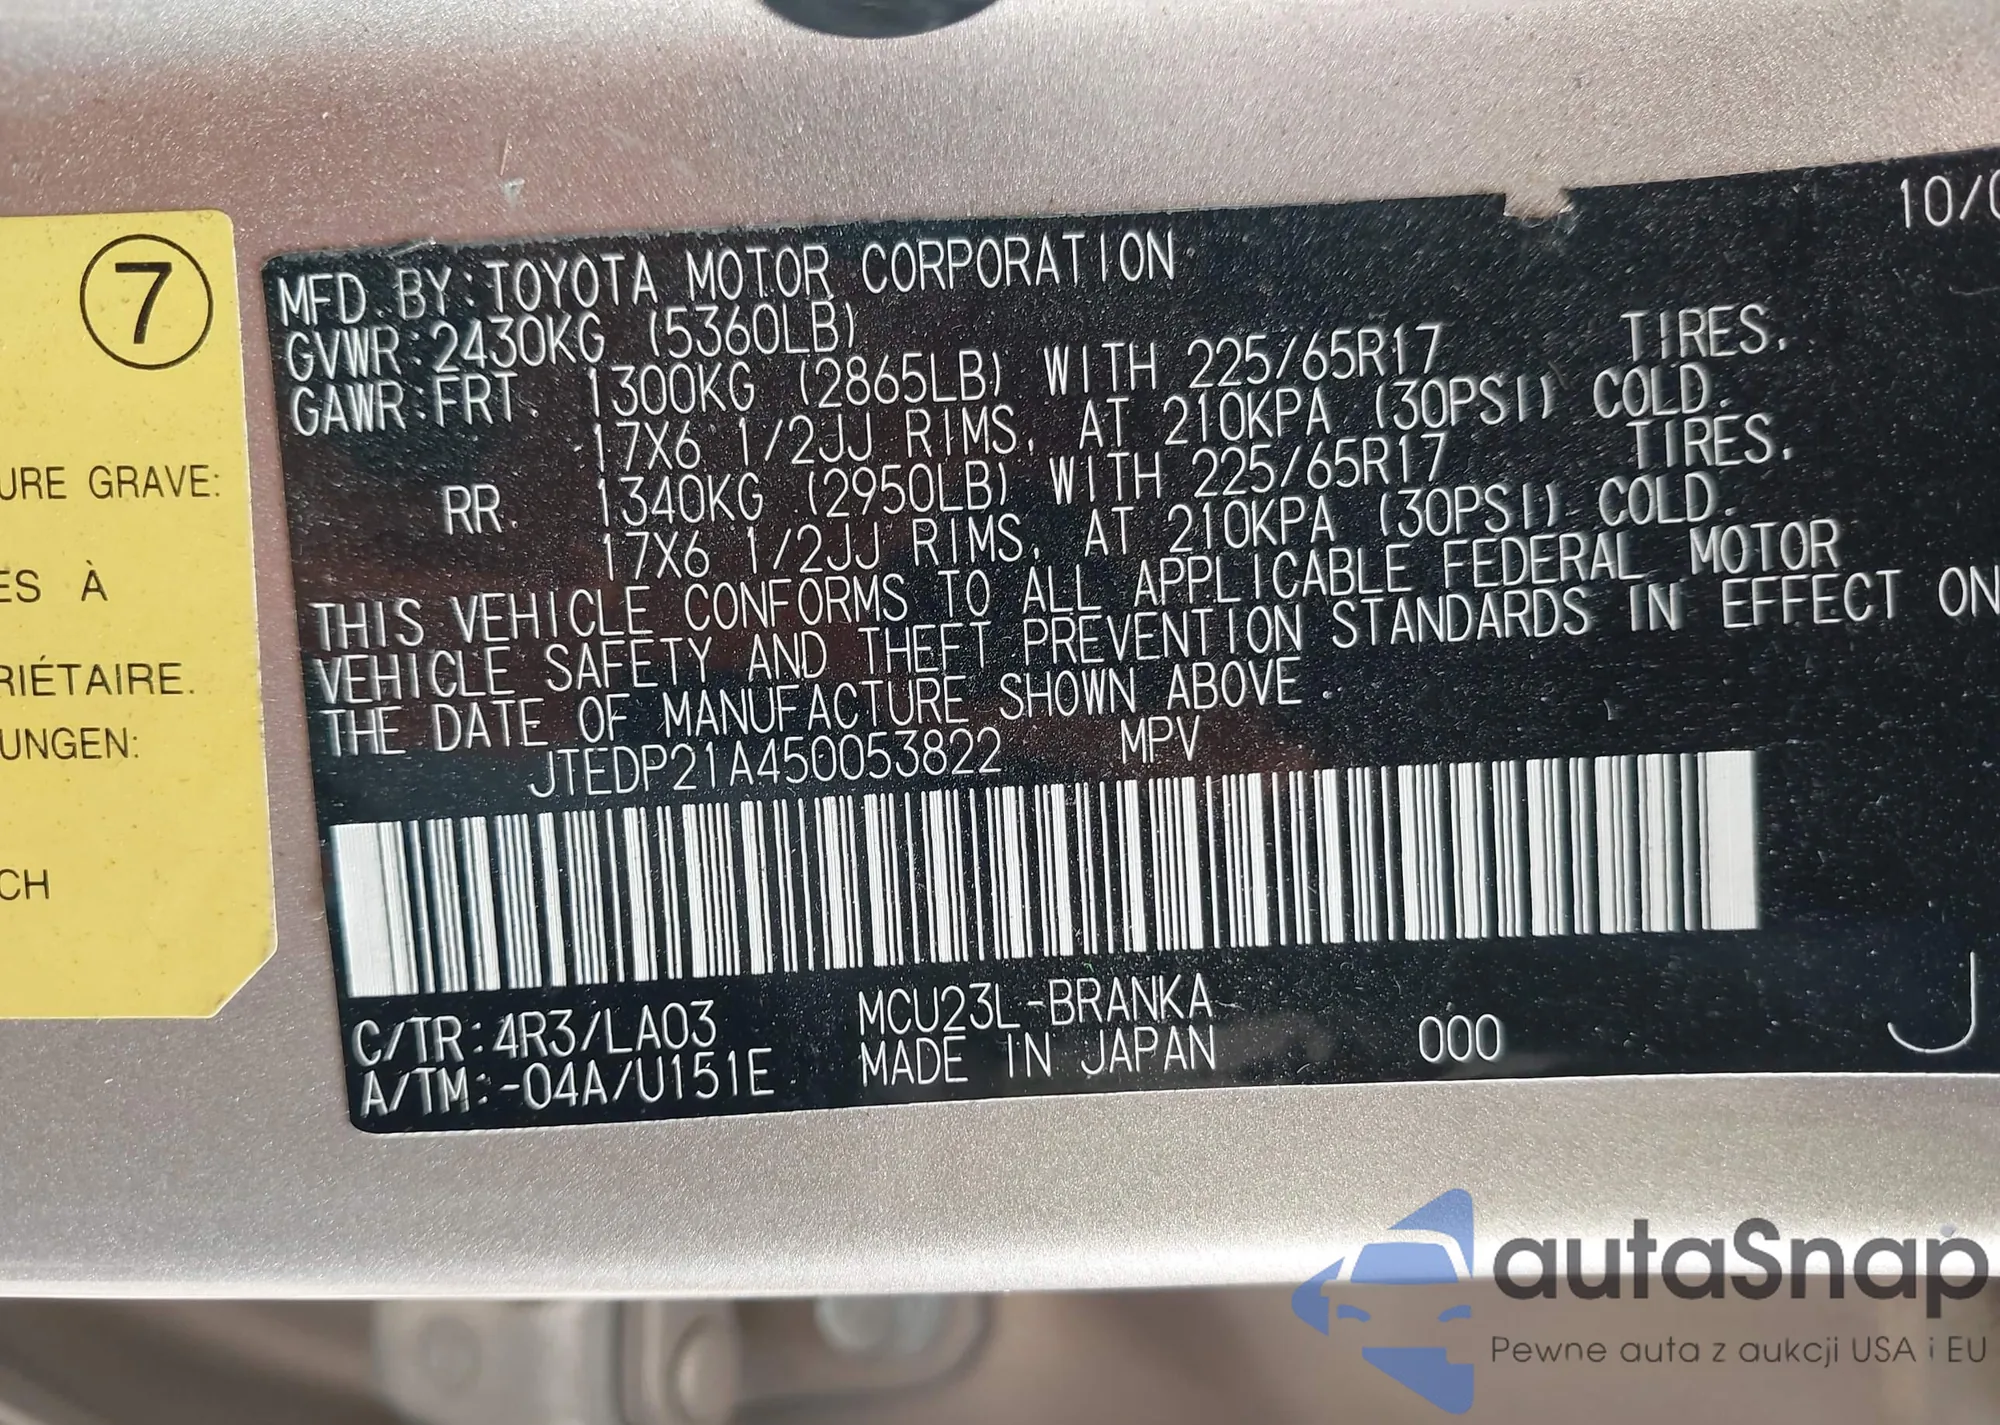 7
URE GRAVE:
ES À
RIÉTAIRE.
UNGEN:
CH
10/0
MFD. BY: TOYOTA MOTOR CORPORATION
GVWR: 2430KG (5360LB)
GAWR: FRT 1300KG (2865LB) WITH 225/65R17 TIRES,
17X6 1/2JJ RIMS, AT 210KPA (30PSI) COLD.
RR. 1340KG (2950LB) WITH 225/65R17 TIRES,
17X6 1/2JJ RIMS, AT 210KPA (30PSI) COLD.
THIS VEHICLE CONFORMS TO ALL APPLICABLE FEDERAL MOTOR
VEHICLE SAFETY AND THEFT PREVENTION STANDARDS IN EFFECT ON
THE DATE OF MANUFACTURE SHOWN ABOVE.
JTEDP21A450053822 MPV
C/TR: 4R3/LA03 MCU23L-BRANKA
A/TM: -04A/U151E MADE IN JAPAN 000 J
autaSnap
Pewne auta z aukcji USA i EU